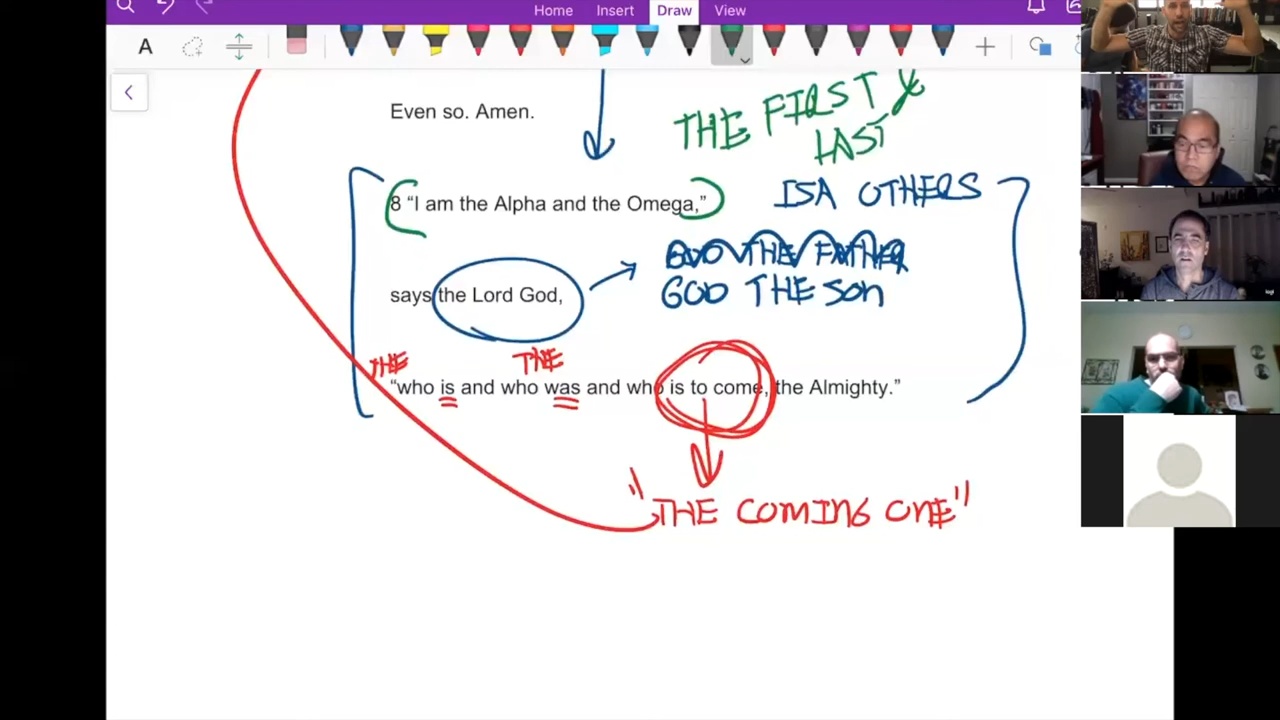 Home Insert Draw View
A
Even so. Amen.
THE FIRST &
LAST
8 “I am the Alpha and the Omega,”
ISA OTHERS
GOD THE FATHER
says the Lord God,
GOD THE SON
THE THE
“who is and who was and who is to come, the Almighty.”
"THE COMING ONE"